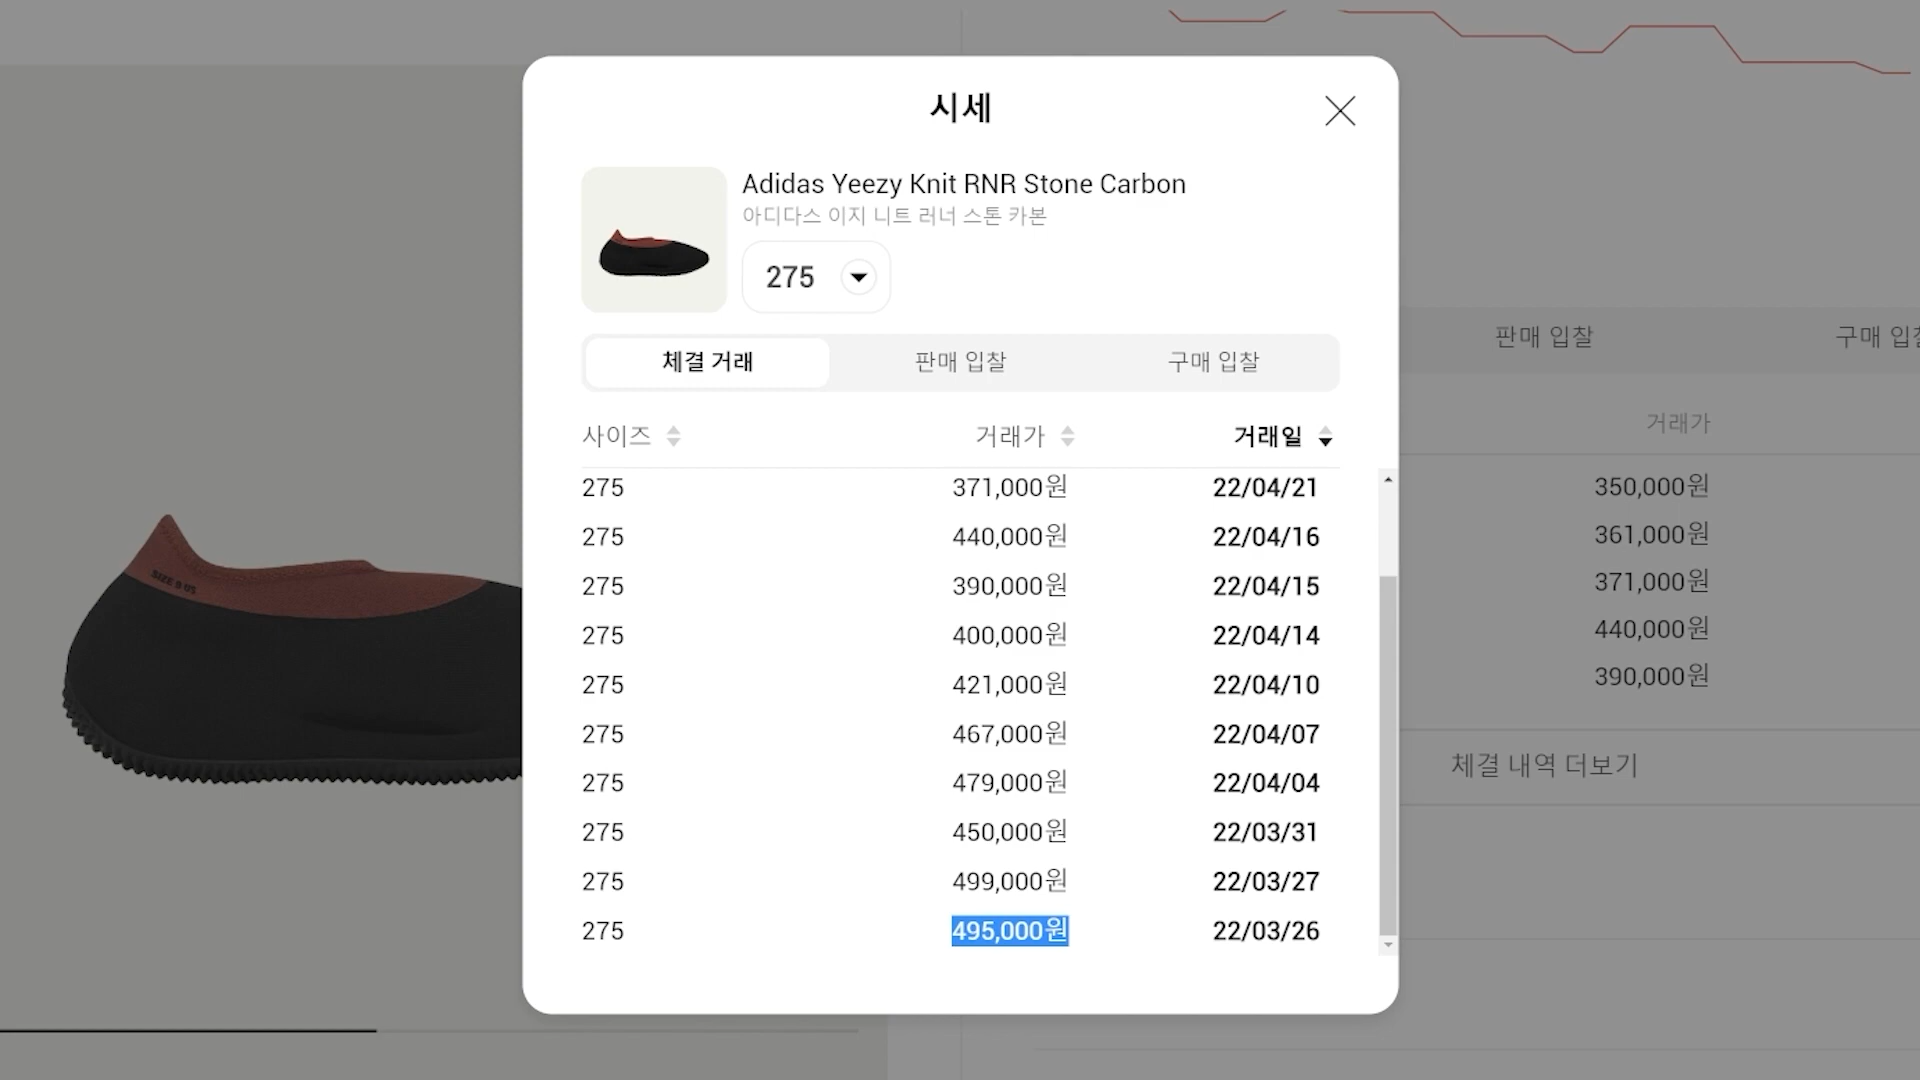 시세
Adidas Yeezy Knit RNR Stone Carbon
아디다스 이지 니트 러너 스톤 카본
275
체결 거래 판매 입찰 구매 입찰
사이즈 거래가 거래일
275 371,000원 22/04/21
275 440,000원 22/04/16
275 390,000원 22/04/15
275 400,000원 22/04/14
275 421,000원 22/04/10
275 467,000원 22/04/07
275 479,000원 22/04/04
275 450,000원 22/03/31
275 499,000원 22/03/27
275 495,000원 22/03/26
SIZE 9 US
판매 입찰 구매 입찰
거래가
350,000원
361,000원
371,000원
440,000원
390,000원
체결 내역 더보기